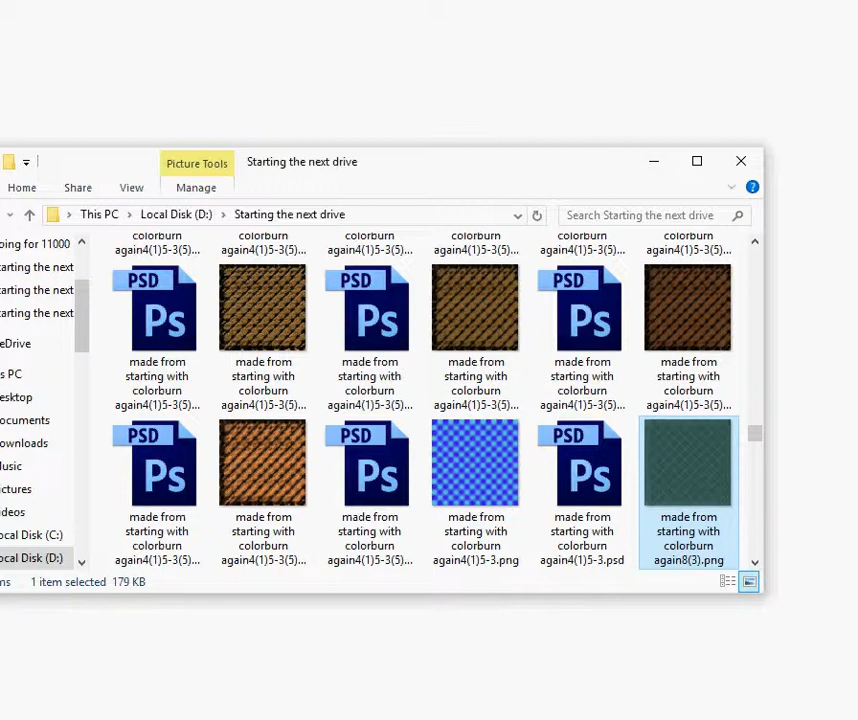 Picture Tools
Starting the next drive
Home
Share
View
Manage
This PC
Local Disk (D:)
Starting the next drive
Search Starting the next drive
oing for 11000
tarting the next
tarting the next
tarting the next
eDrive
s PC
esktop
ocuments
ownloads
usic
ictures
ideos
ocal Disk (C:)
ocal Disk (D:)
colorburn
again4(1)5-3(5)...
colorburn
again4(1)5-3(5)...
colorburn
again4(1)5-3(5)...
colorburn
again4(1)5-3(5)...
colorburn
again4(1)5-3(5)...
colorburn
again4(1)5-3(5)...
PSD
Ps
PSD
Ps
PSD
Ps
made from
starting with
colorburn
again4(1)5-3(5)...
made from
starting with
colorburn
again4(1)5-3(5)...
made from
starting with
colorburn
again4(1)5-3(5)...
made from
starting with
colorburn
again4(1)5-3(5)...
made from
starting with
colorburn
again4(1)5-3(5)...
made from
starting with
colorburn
again4(1)5-3(5)...
PSD
Ps
PSD
Ps
PSD
Ps
made from
starting with
colorburn
again4(1)5-3(5)...
made from
starting with
colorburn
again4(1)5-3(5)...
made from
starting with
colorburn
again4(1)5-3(5)...
made from
starting with
colorburn
again4(1)5-3.png
made from
starting with
colorburn
again4(1)5-3.psd
made from
starting with
colorburn
again8(3).png
ms
1 item selected 179 KB